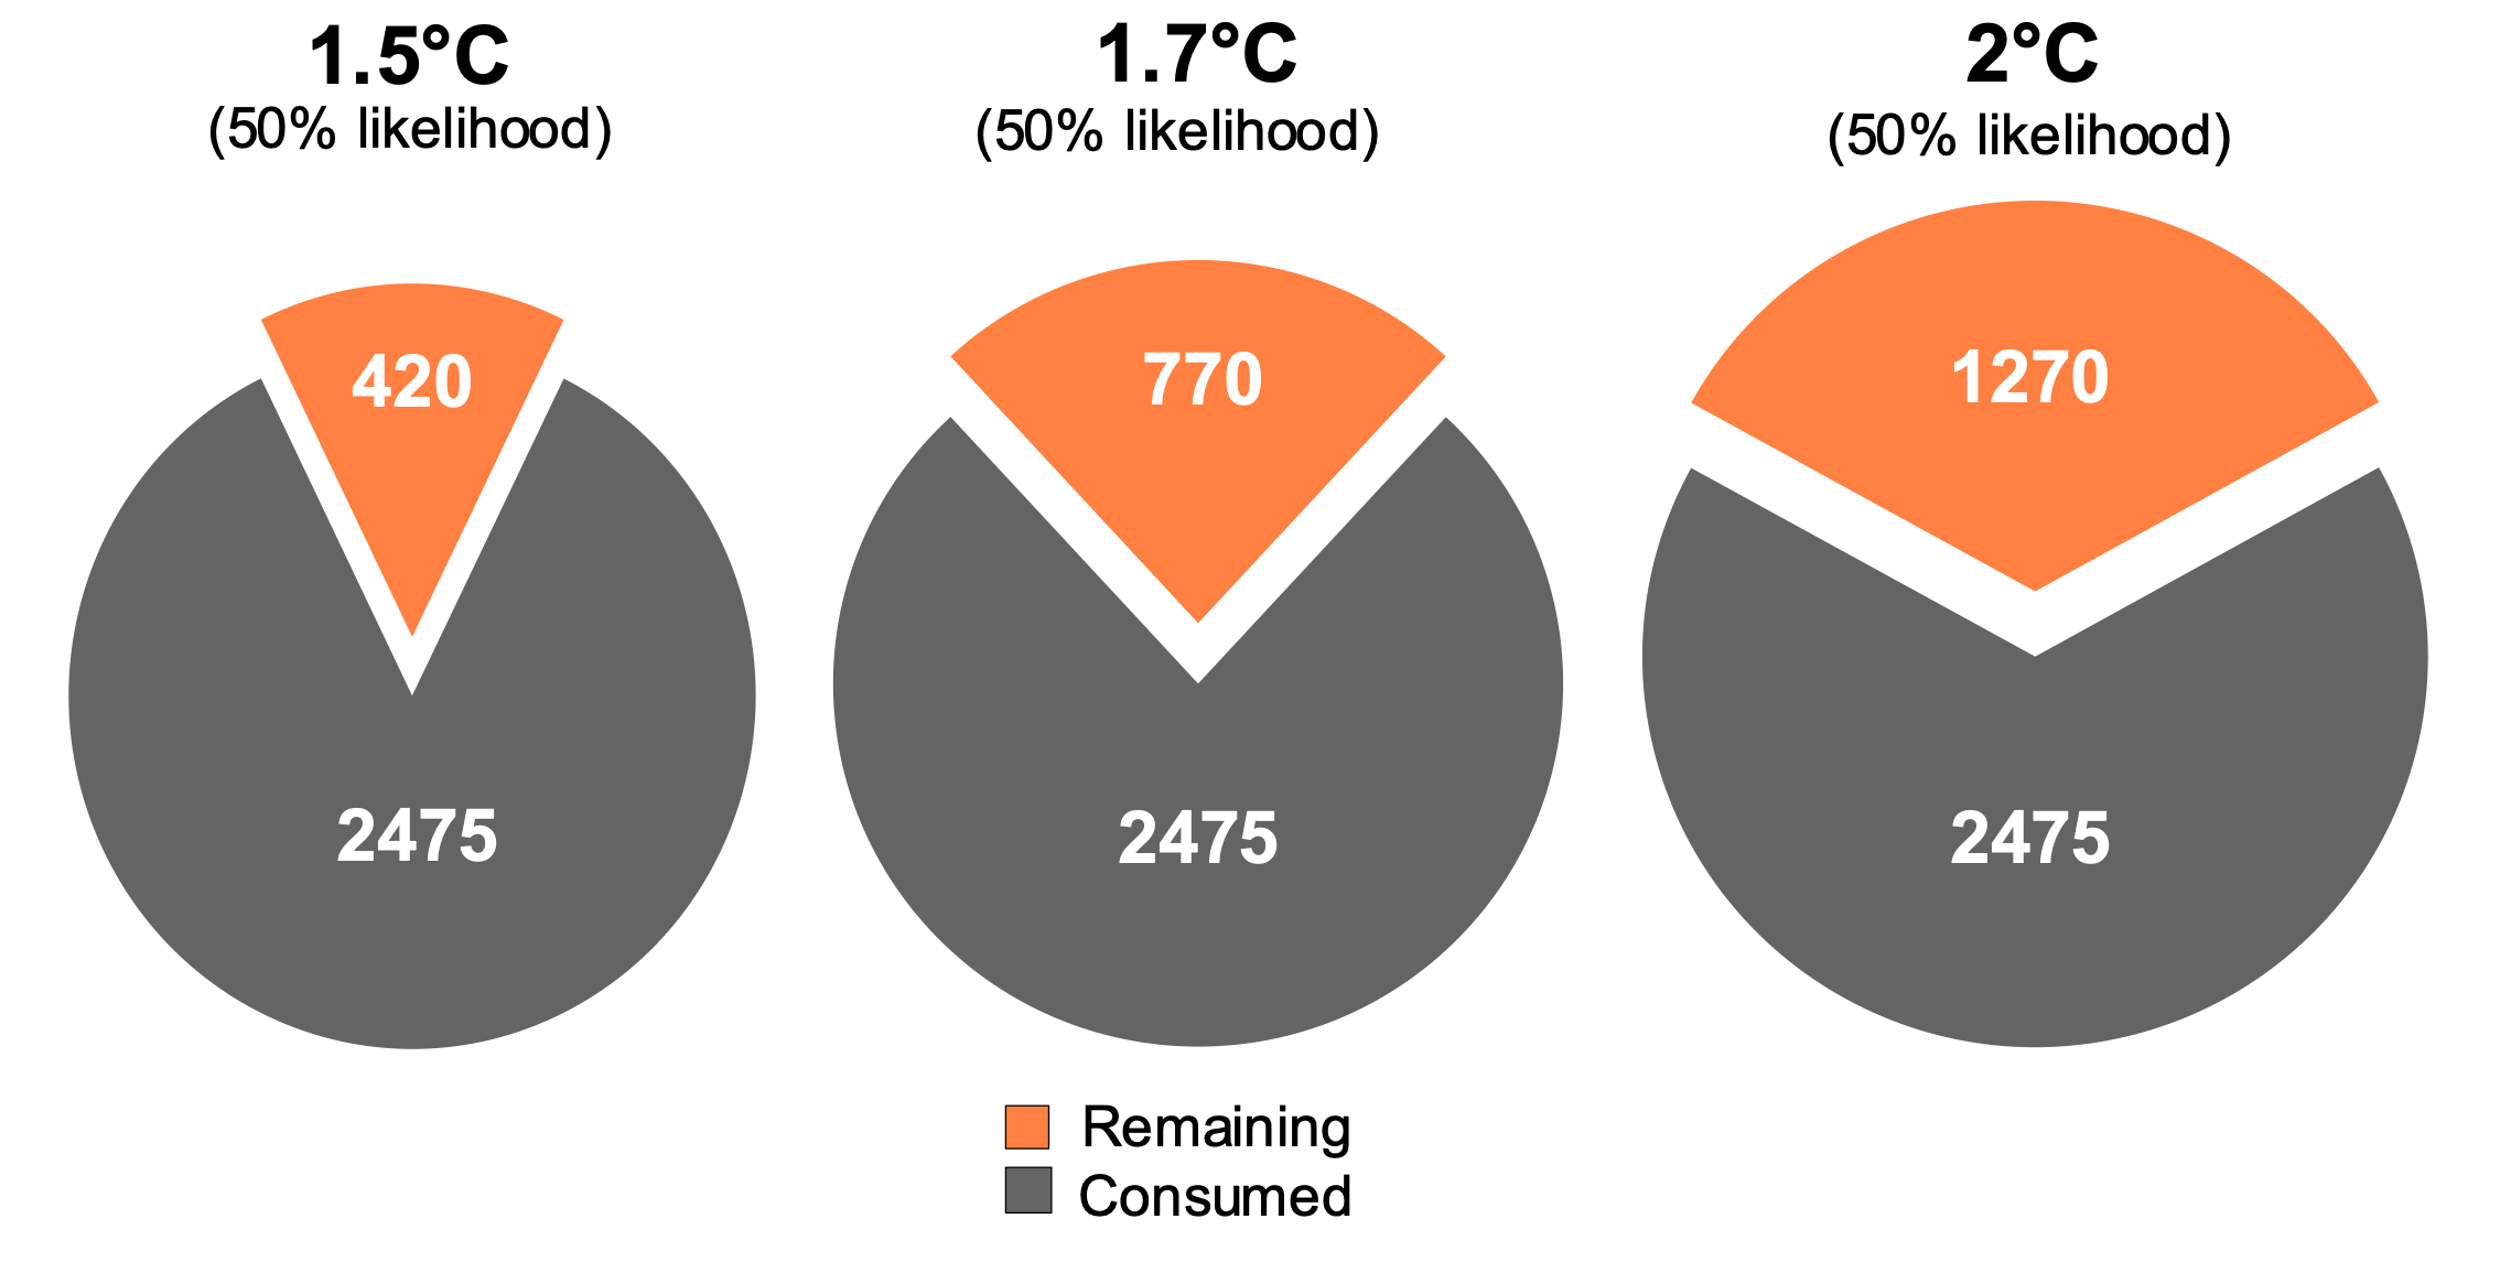 1.5°C
(50% likelihood)
1.7°C
(50% likelihood)
2°C
(50% likelihood)
420
770
1270
2475
2475
2475
Remaining
Consumed